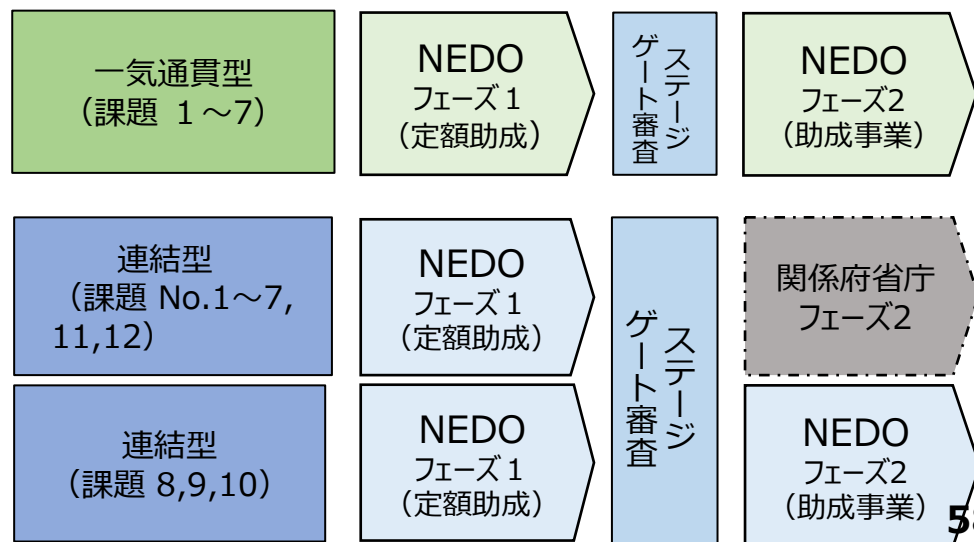 一気通貫型
（課題 １～7）
NEDO
フェーズ１
（定額助成）
ステージ
ゲート審査
NEDO
フェーズ2
（助成事業）
連結型
（課題 No.1～7,
11,12）
NEDO
フェーズ１
（定額助成）
ステージ
ゲート審査
関係府省庁
フェーズ2
連結型
（課題 8,9,10）
NEDO
フェーズ１
（定額助成）
NEDO
フェーズ2
（助成事業）